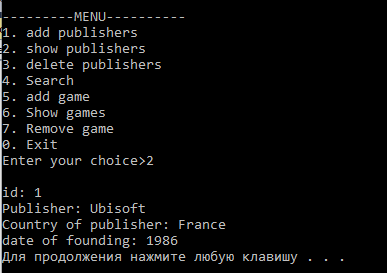 ---------MENU----------
1. add publishers
2. show publishers
3. delete publishers
4. Search
5. add game
6. Show games
7. Remove game
0. Exit
Enter your choice>2
id: 1
Publisher: Ubisoft
Country of publisher: France
date of founding: 1986
Для продолжения нажмите любую клавишу . . .